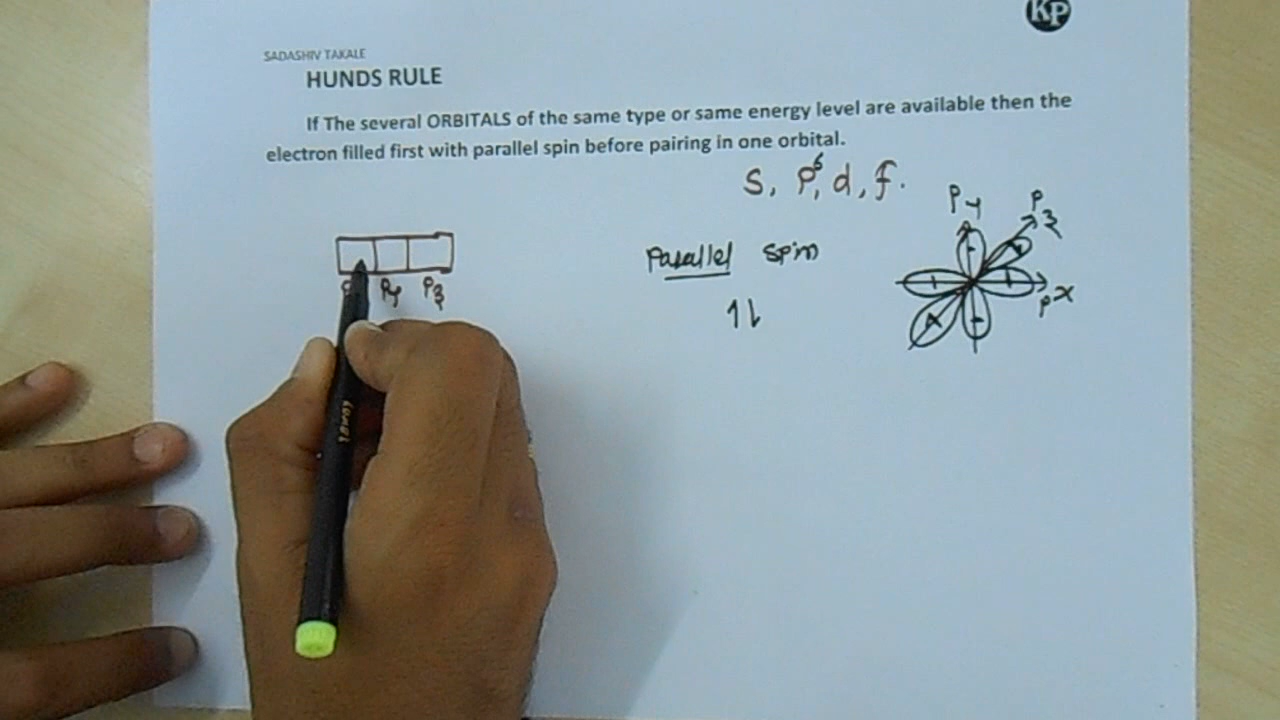 KP
SADASHIV TAKALE
HUNDS RULE
If The several ORBITALS of the same type or same energy level are available then the
electron filled first with parallel spin before pairing in one orbital.
s, p⁶, d, f.
Py Pz
Parallel spin
Py Pz
Px
1L
LUXOR